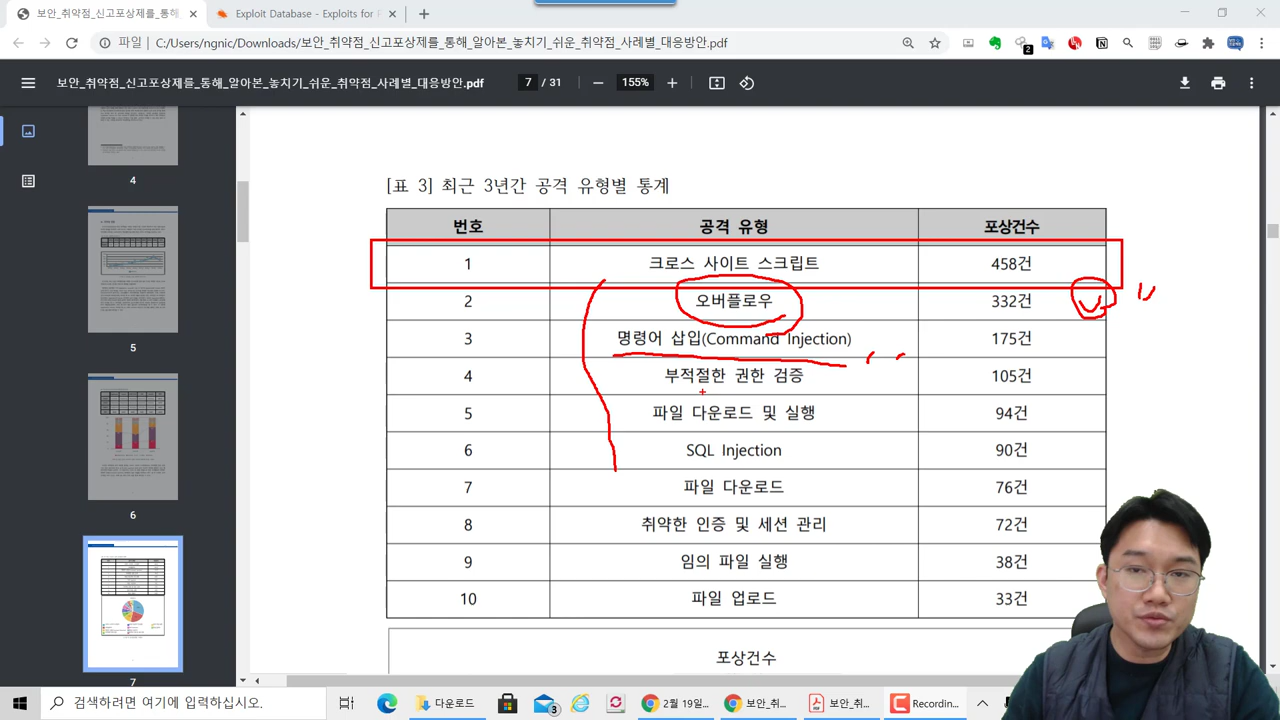 보안_취약점_신고포상제를_통해
Exploit Database - Exploits for
파일
C:/Users/ngnic/Downloads/보안_취약점_신고포상제를_통해_알아본_놓치기_쉬운_취약점_사례별_대응방안.pdf
2
보안_취약점_신고포상제를_통해_알아본_놓치기_쉬운_취약점_사례별_대응방안.pdf
7 / 31
155%
4
5
6
7
[표 3] 최근 3년간 공격 유형별 통계
번호 공격 유형 포상건수
1 크로스 사이트 스크립트 458건
2 오버플로우 332건
3 명령어 삽입(Command Injection) 175건
4 부적절한 권한 검증 105건
5 파일 다운로드 및 실행 94건
6 SQL Injection 90건
7 파일 다운로드 76건
8 취약한 인증 및 세션 관리 72건
9 임의 파일 실행 38건
10 파일 업로드 33건
포상건수
검색하려면 여기에 입력하십시오.
다운로드
3
2월 19일...
보안_취...
보안_취...
Recording...